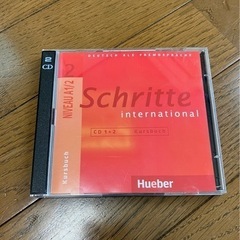 DEUTSCH ALS FREMDSPRACHE
2
NIVEAU A1/2
Schritte
international
CD 1+2 Kursbuch
Kursbuch
Hueber
2
CD